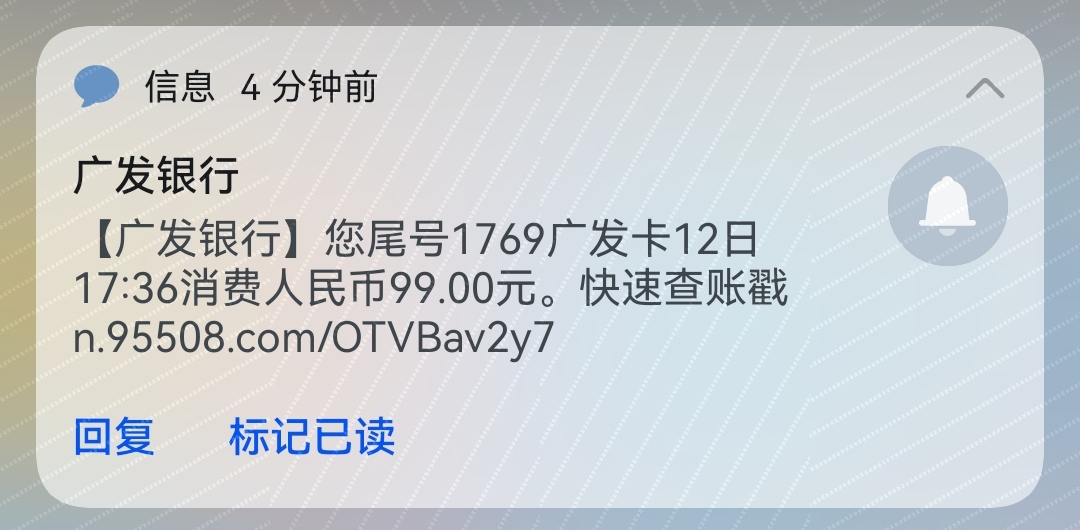 信息 4 分钟前
广发银行
【广发银行】您尾号1769广发卡12日
17:36消费人民币99.00元。快速查账戳
n.95508.com/OTVBav2y7
回复 标记已读